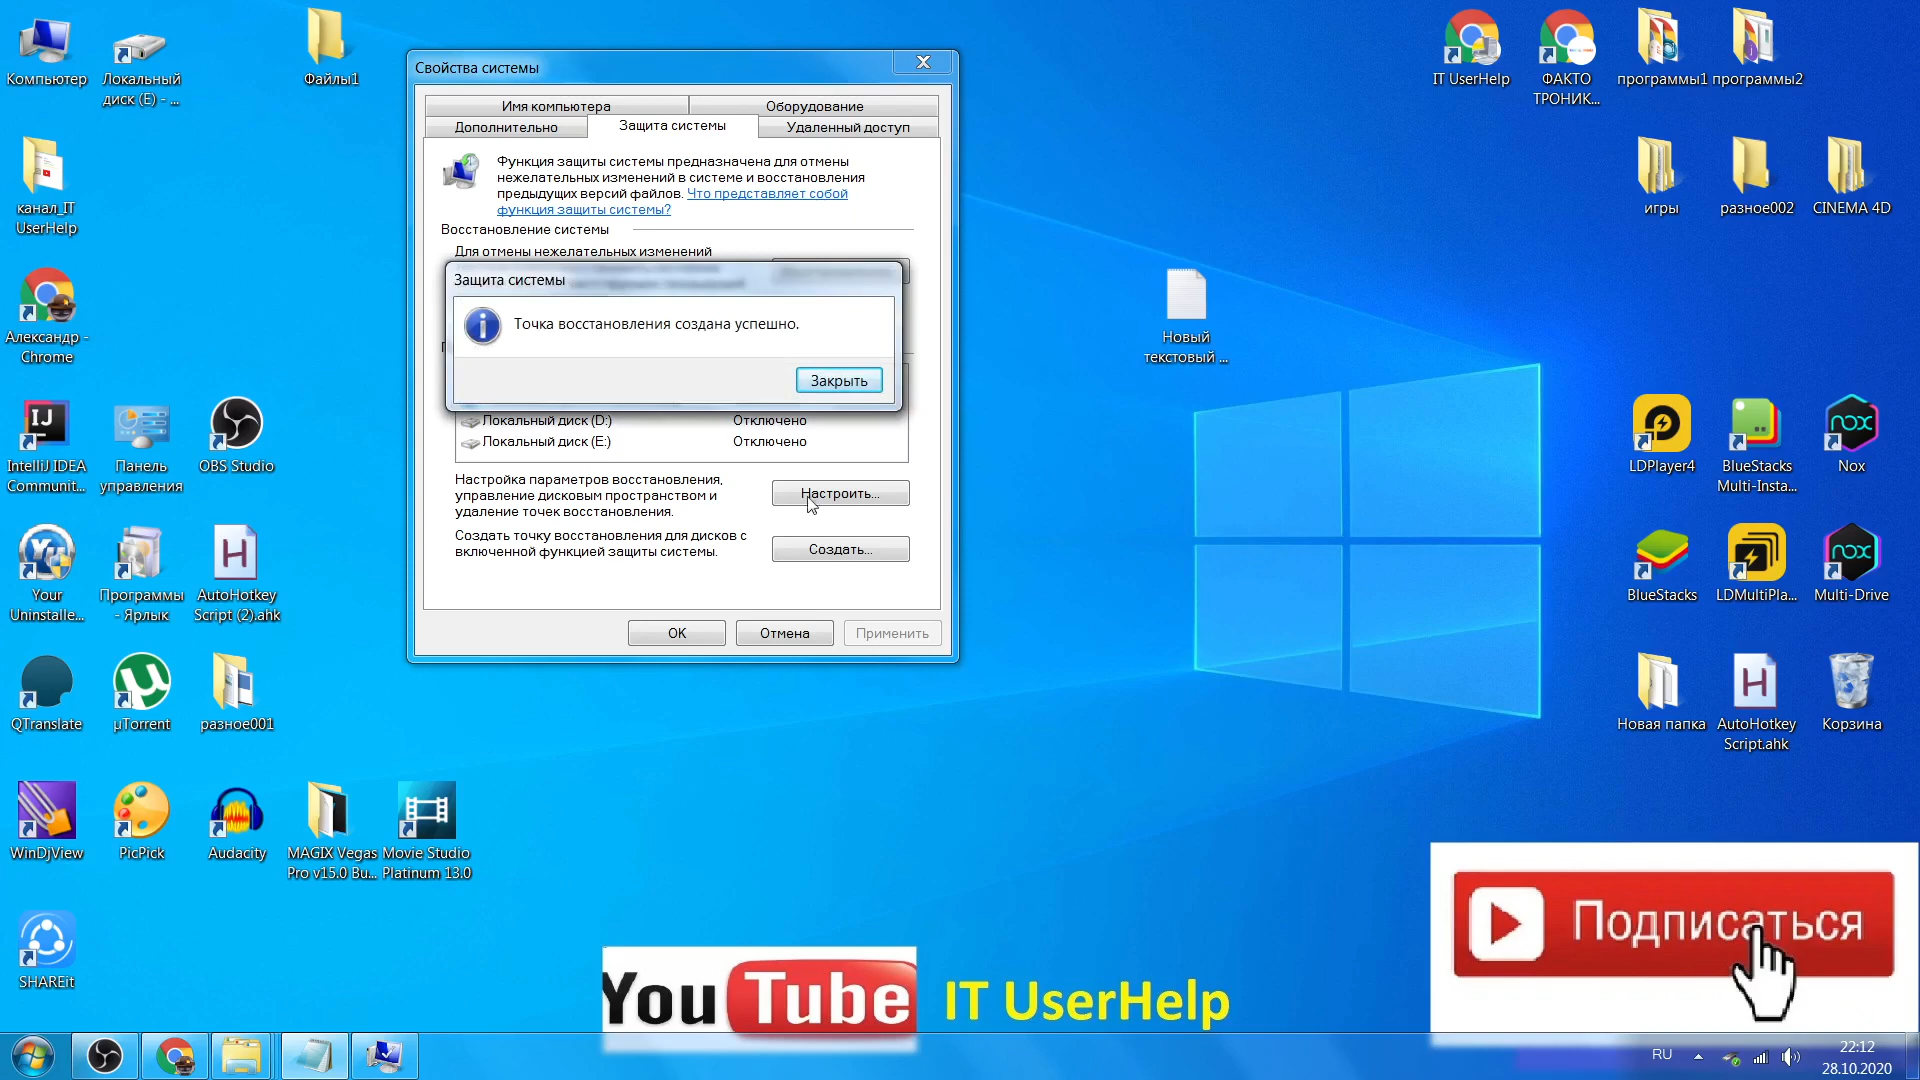 Компьютер
Локальный
диск (E) - ...
Файлы1
IT UserHelp
ФАКТО
ТРОНИК...
программы1
программы2
Свойства системы
Имя компьютера
Оборудование
Дополнительно
Защита системы
Удаленный доступ
Функция защиты системы предназначена для отмены
нежелательных изменений в системе и восстановления
предыдущих версий файлов. Что представляет собой
функция защиты системы?
Восстановление системы
Для отмены нежелательных изменений
Защита системы
Точка восстановления создана успешно.
Закрыть
Локальный диск (D:) Отключено
Локальный диск (E:) Отключено
Настройка параметров восстановления,
управление дисковым пространством и
удаление точек восстановления.
Настроить...
Создать точку восстановления для дисков с
включенной функцией защиты системы.
Создать...
OK
Отмена
Применить
канал_IT
UserHelp
игры
разное002
CINEMA 4D
Александр -
Chrome
Новый
текстовый ...
IJ
IntelliJ IDEA
Communit...
Панель
управления
OBS Studio
LDPlayer4
BlueStacks
Multi-Insta...
nox
Nox
Yu
Your
Uninstalle...
Программы
- Ярлык
H
AutoHotkey
Script (2).ahk
BlueStacks
LDMultiPla...
nox
Multi-Drive
QTranslate
µTorrent
разное001
Новая папка
H
AutoHotkey
Script.ahk
Корзина
WinDjView
PicPick
Audacity
MAGIX Vegas
Pro v15.0 Bu...
Movie Studio
Platinum 13.0
SHAREit
YouTube
IT UserHelp
Подписаться
RU
22:12
28.10.2020